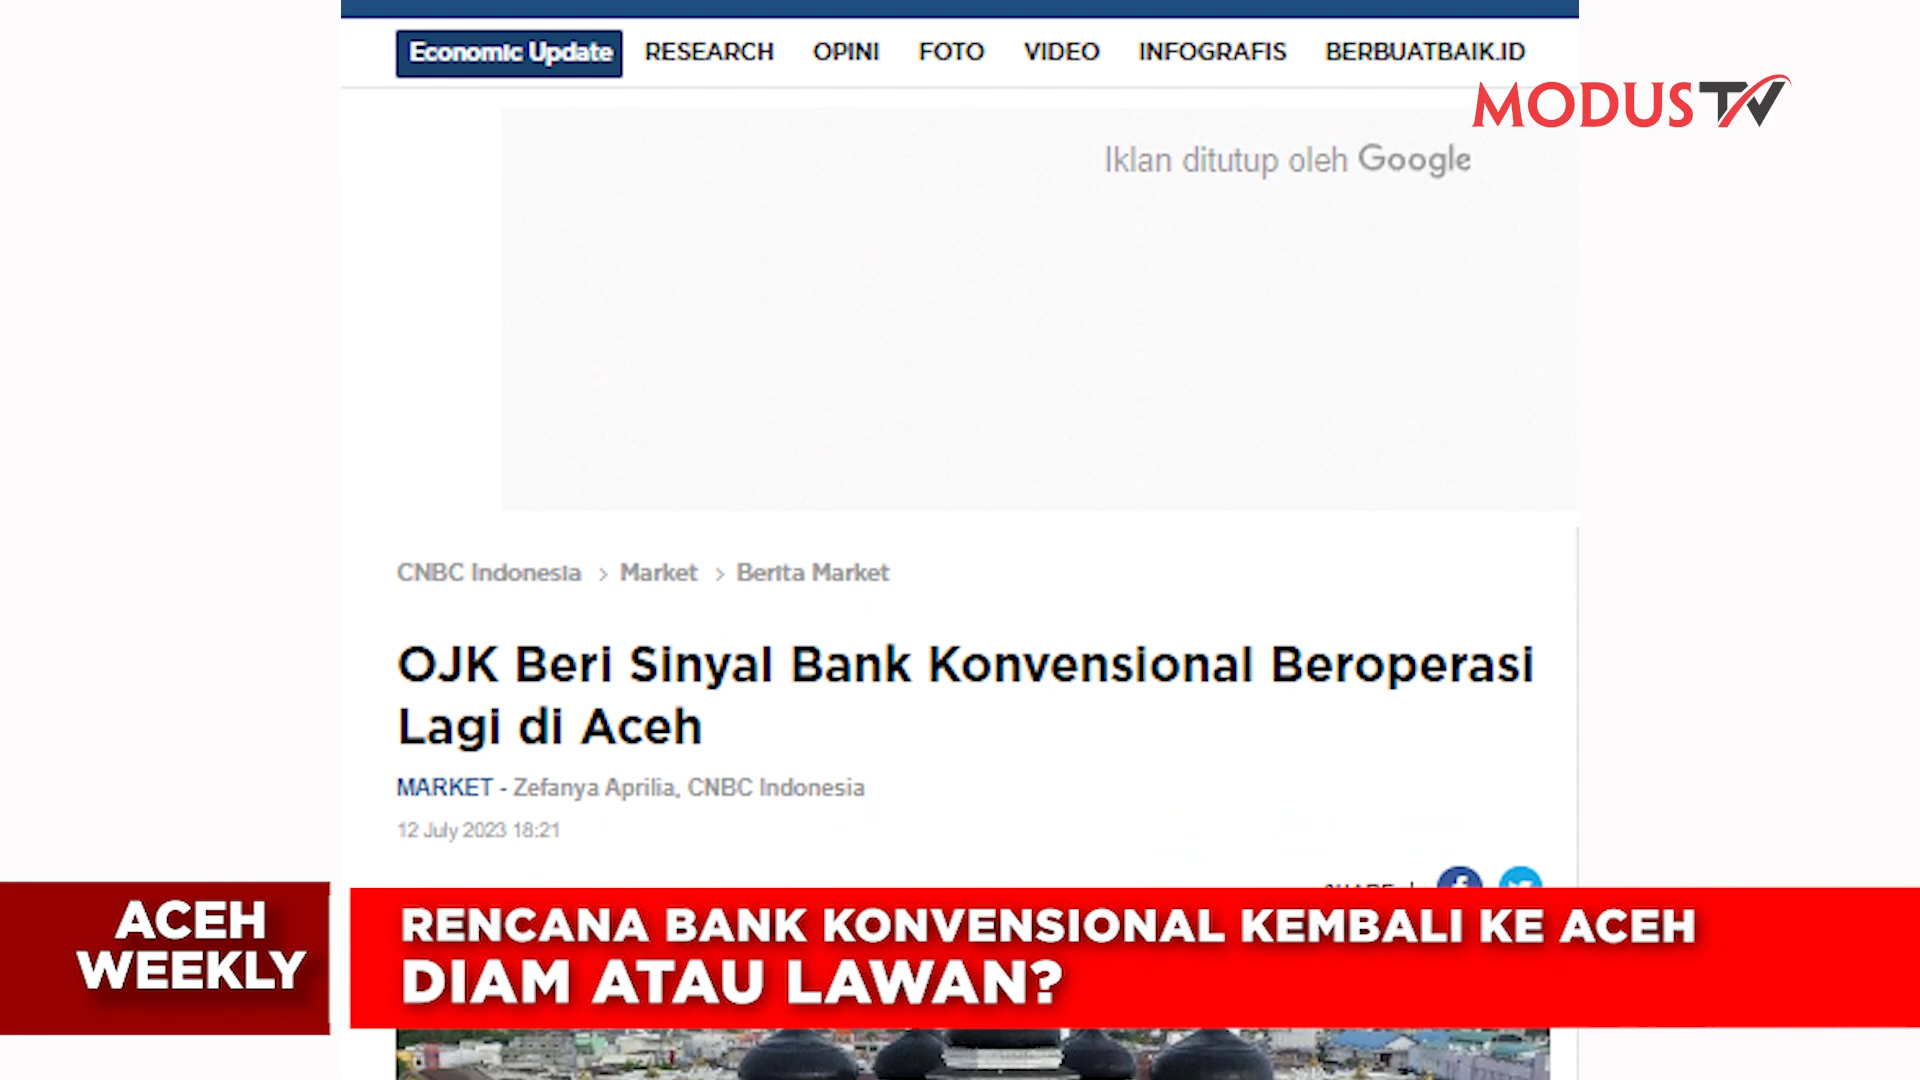 Economic Update RESEARCH OPINI FOTO VIDEO INFOGRAFIS BERBUATBAIK.ID
MODUS TV
Iklan ditutup oleh Google
CNBC Indonesia > Market > Berita Market
OJK Beri Sinyal Bank Konvensional Beroperasi
Lagi di Aceh
MARKET - Zefanya Aprilia, CNBC Indonesia
12 July 2023 18:21
ACEH
WEEKLY
RENCANA BANK KONVENSIONAL KEMBALI KE ACEH
DIAM ATAU LAWAN?